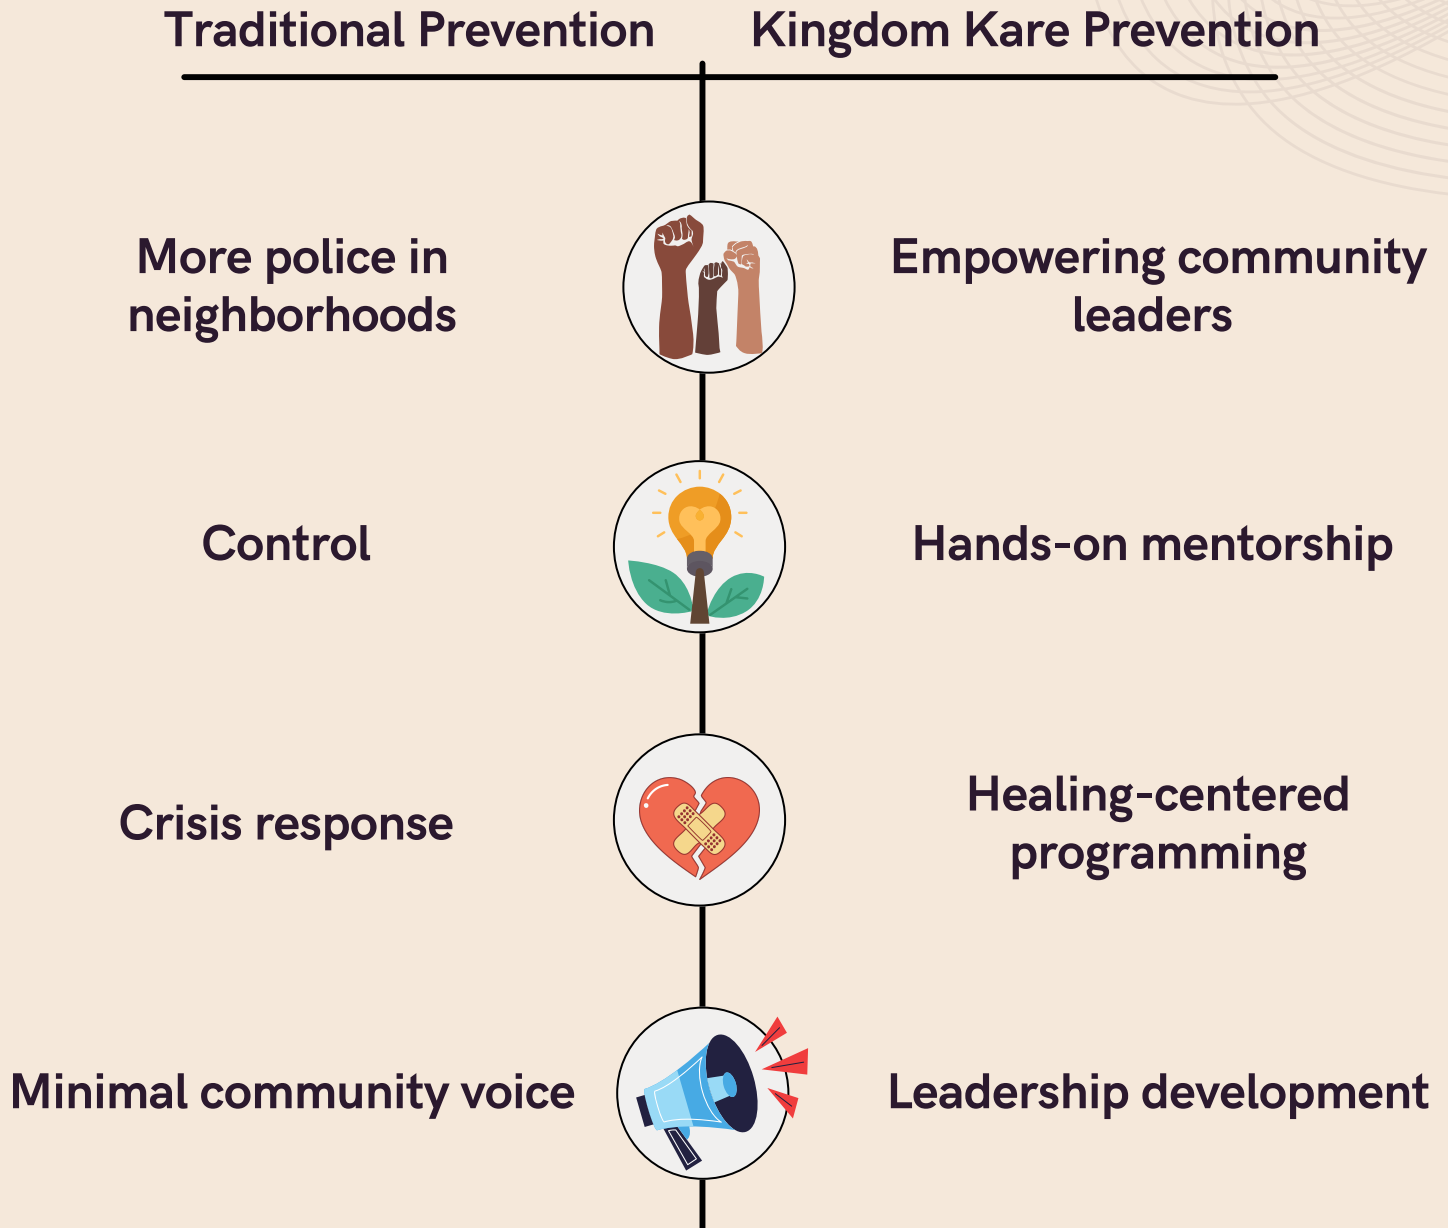 Traditional Prevention
Kingdom Kare Prevention
More police in
neighborhoods
Empowering community
leaders
Control
Hands-on mentorship
Crisis response
Healing-centered
programming
Minimal community voice
Leadership development